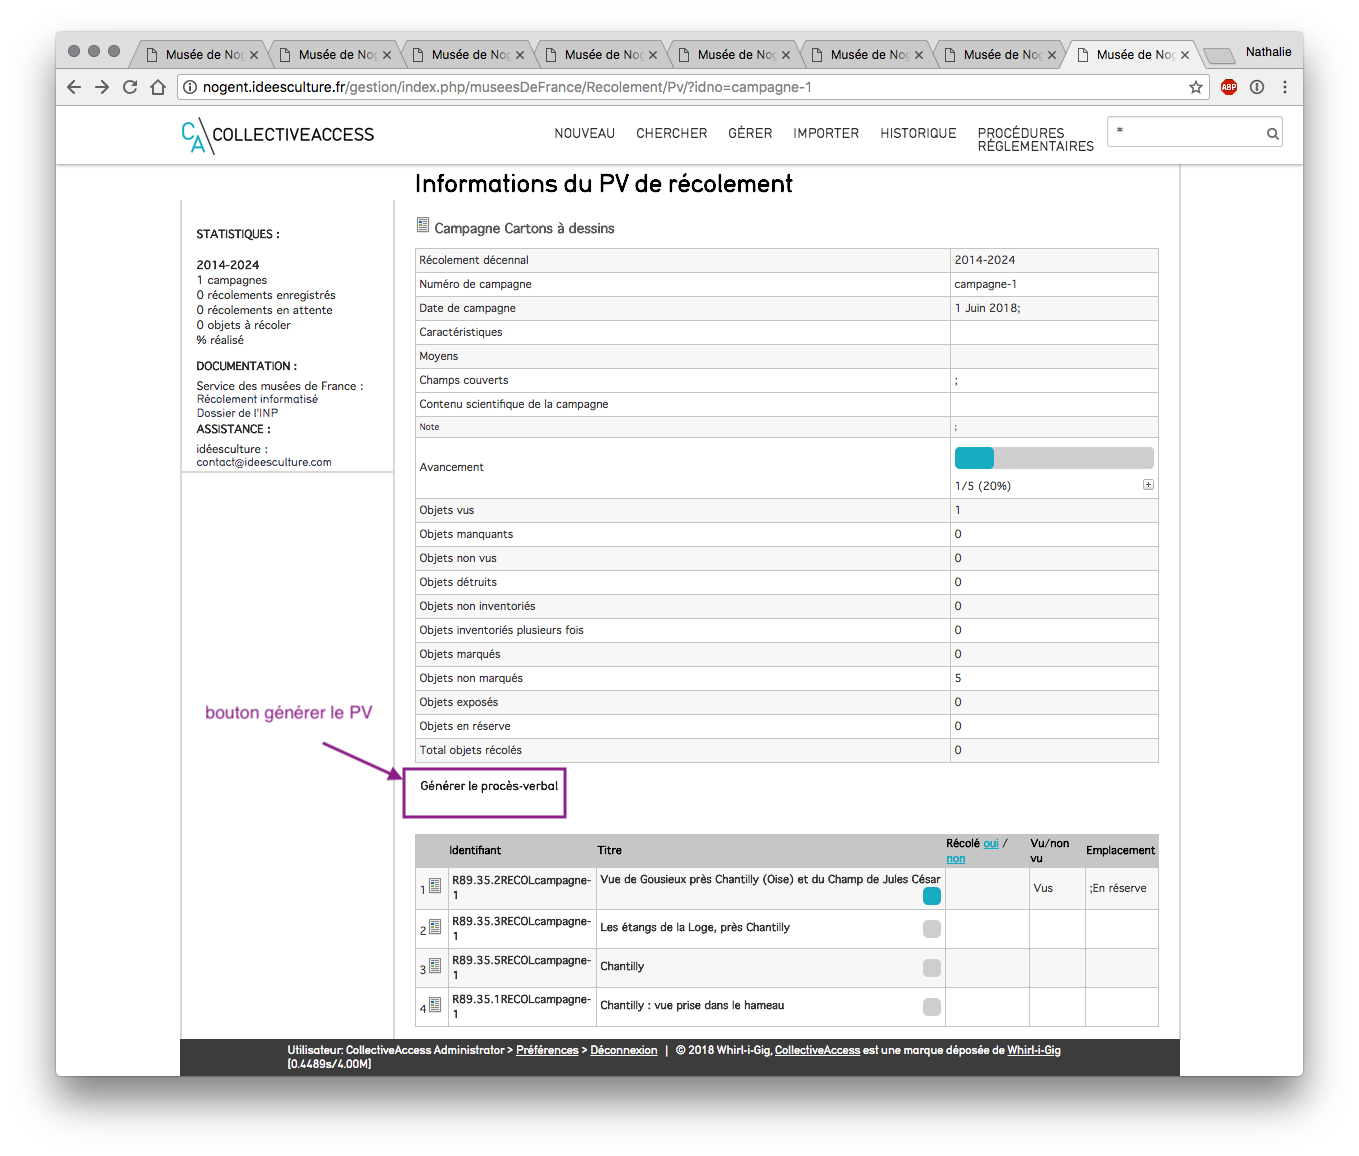 Musée de Nog
Musée de Nog
Musée de Nog
Musée de Nog
Musée de Nog
Musée de Nog
Musée de Nog
Musée de Nog
Nathalie
nogent.ideesculture.fr/gestion/index.php/museesDeFrance/Recolement/Pv/?idno=campagne-1
ABP
CA\COLLECTIVEACCESS
NOUVEAU CHERCHER GÉRER IMPORTER HISTORIQUE PROCÉDURES RÉGLEMENTAIRES
*
Informations du PV de récolement
STATISTIQUES :
2014-2024
1 campagnes
0 récolements enregistrés
0 récolements en attente
0 objets à récoler
% réalisé
DOCUMENTATION :
Service des musées de France :
Récolement informatisé
Dossier de l'INP
ASSISTANCE :
idéesculture :
contact@ideesculture.com
Campagne Cartons à dessins
Récolement décennal 2014-2024
Numéro de campagne campagne-1
Date de campagne 1 Juin 2018;
Caractéristiques
Moyens
Champs couverts ;
Contenu scientifique de la campagne
Note ;
Avancement
1/5 (20%)
Objets vus 1
Objets manquants 0
Objets non vus 0
Objets détruits 0
Objets non inventoriés 0
Objets inventoriés plusieurs fois 0
Objets marqués 0
Objets non marqués 5
Objets exposés 0
Objets en réserve 0
Total objets récolés 0
bouton générer le PV
Générer le procès-verbal
Identifiant Titre Récolé oui / non Vu/non vu Emplacement
1 R89.35.2RECOLcampagne-1 Vue de Gousieux près Chantilly (Oise) et du Champ de Jules César Vus ;En réserve
2 R89.35.3RECOLcampagne-1 Les étangs de la Loge, près Chantilly
3 R89.35.5RECOLcampagne-1 Chantilly
4 R89.35.1RECOLcampagne-1 Chantilly : vue prise dans le hameau
Utilisateur: CollectiveAccess Administrator > Préférences > Déconnexion | © 2018 Whirl-i-Gig, CollectiveAccess est une marque déposée de Whirl-i-Gig
[0.4489s/4.00M]